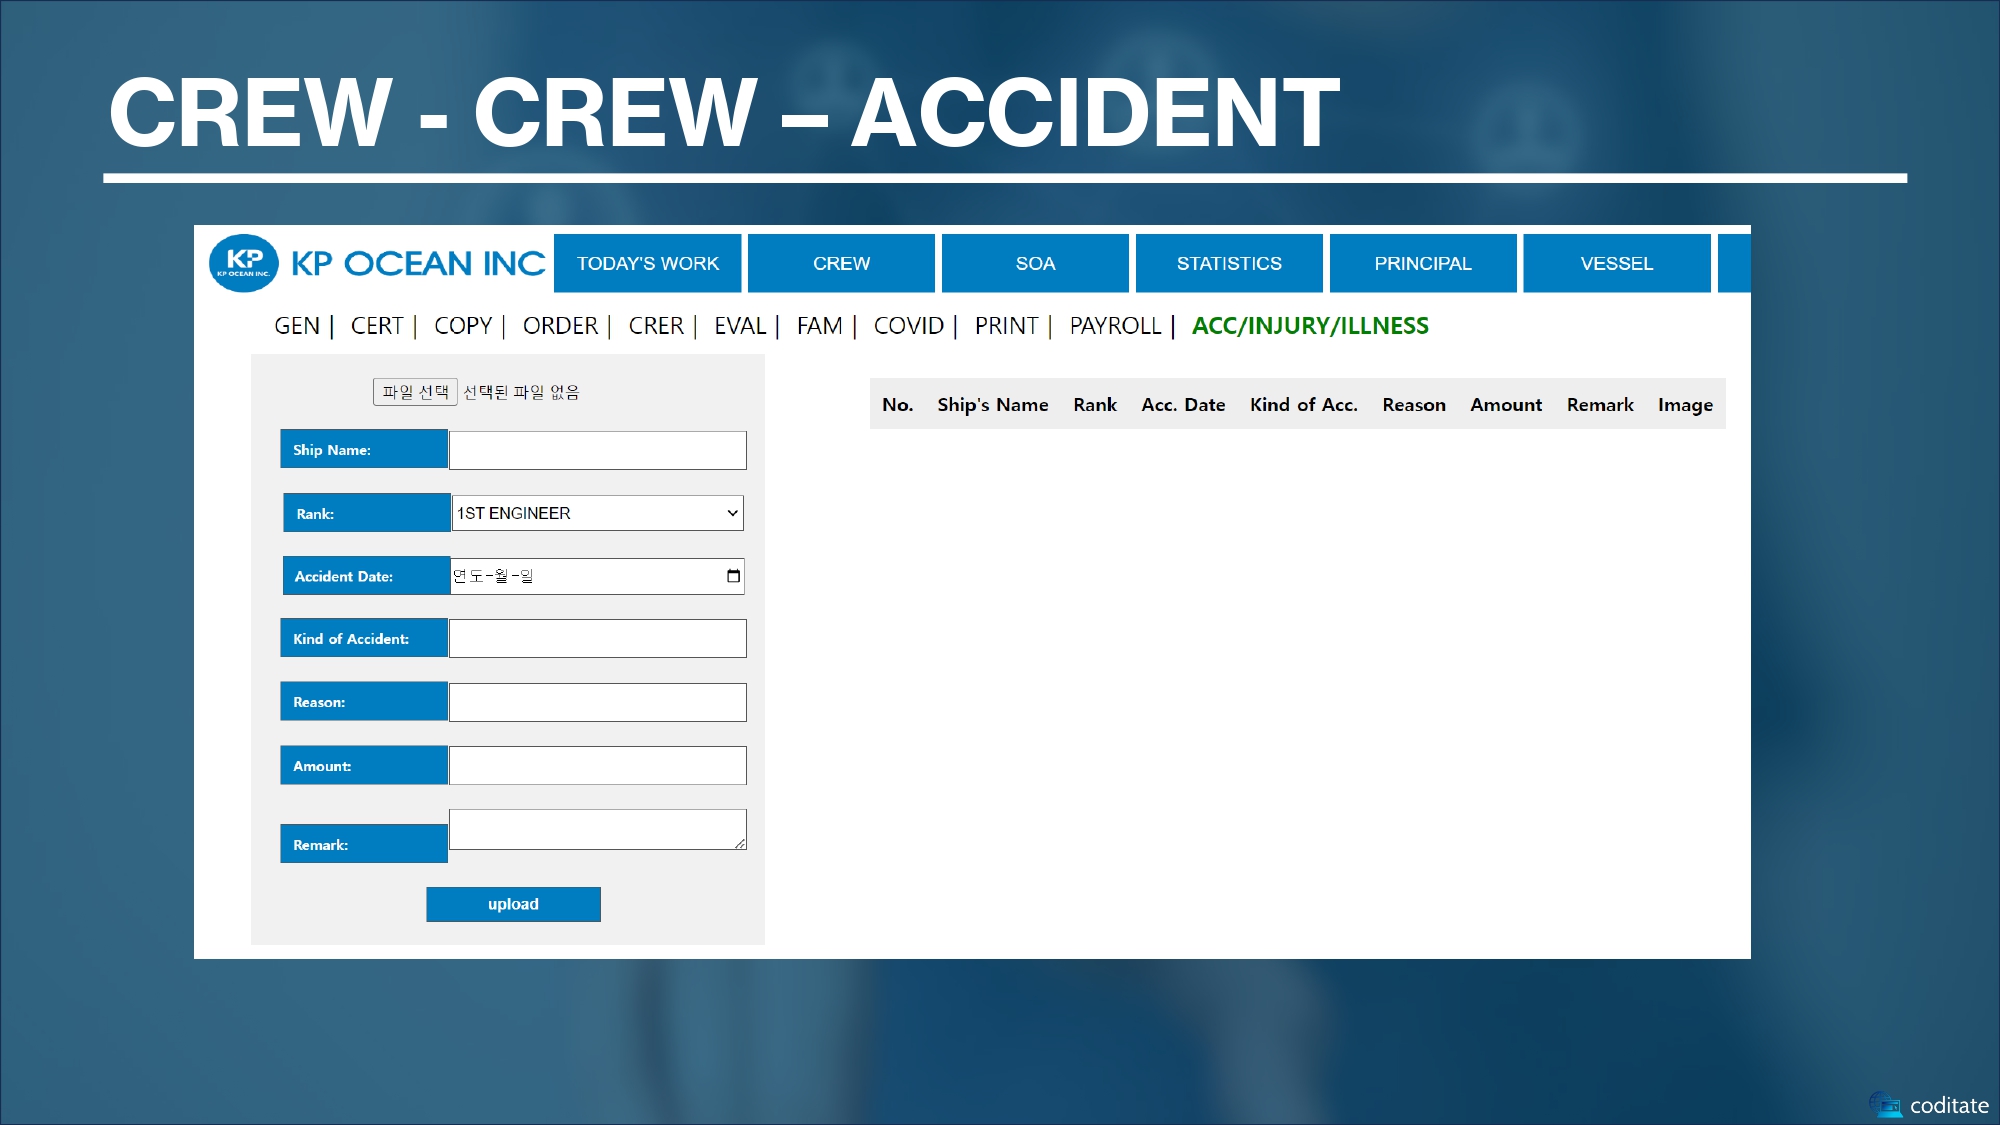 CREW - CREW – ACCIDENT
KP KP OCEAN INC. KP OCEAN INC TODAY'S WORK CREW SOA STATISTICS PRINCIPAL VESSEL
GEN | CERT | COPY | ORDER | CRER | EVAL | FAM | COVID | PRINT | PAYROLL | ACC/INJURY/ILLNESS
파일 선택 선택된 파일 없음
Ship Name:
Rank: 1ST ENGINEER
Accident Date: 연도-월-일
Kind of Accident:
Reason:
Amount:
Remark:
upload
No. Ship's Name Rank Acc. Date Kind of Acc. Reason Amount Remark Image
coditate